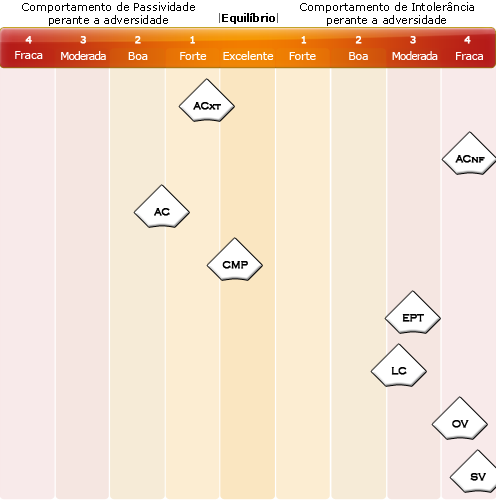 Comportamento de Passividade
perante a adversidade
|Equilíbrio|
Comportamento de Intolerância
perante a adversidade
4 3 2 1 1 2 3 4
Fraca Moderada Boa Forte Excelente Forte Boa Moderada Fraca
ACXT
ACNF
AC
CMP
EPT
LC
OV
SV